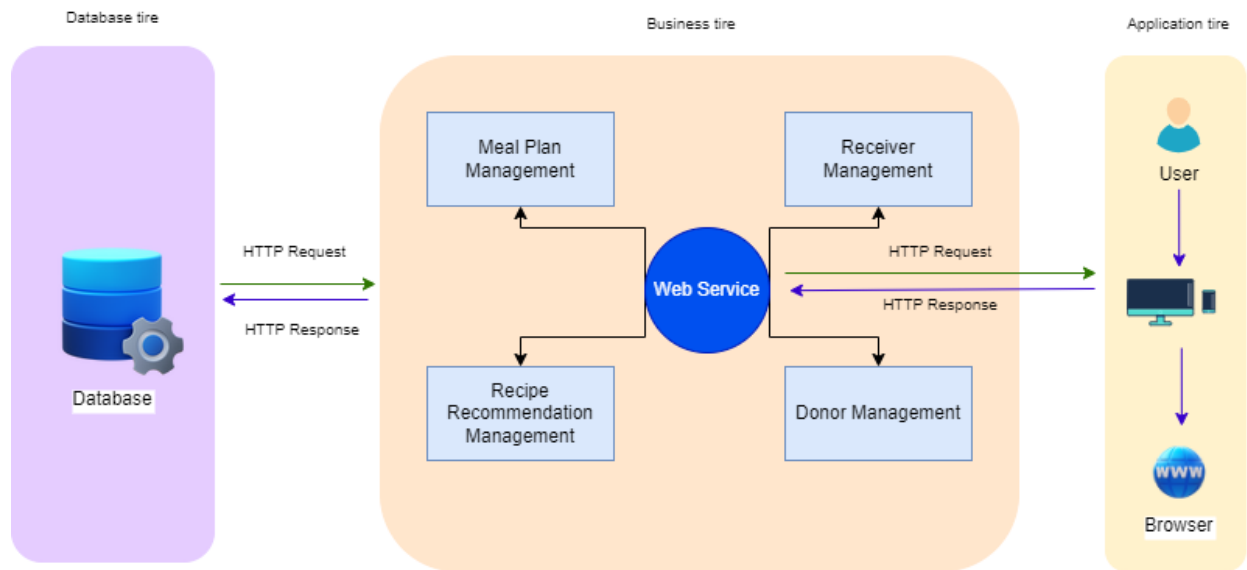 Database tire
Business tire
Application tire
Meal Plan
Management
Receiver
Management
User
HTTP Request
HTTP Response
Database
Web Service
HTTP Request
HTTP Response
Recipe
Recommendation
Management
Donor Management
WWW
Browser